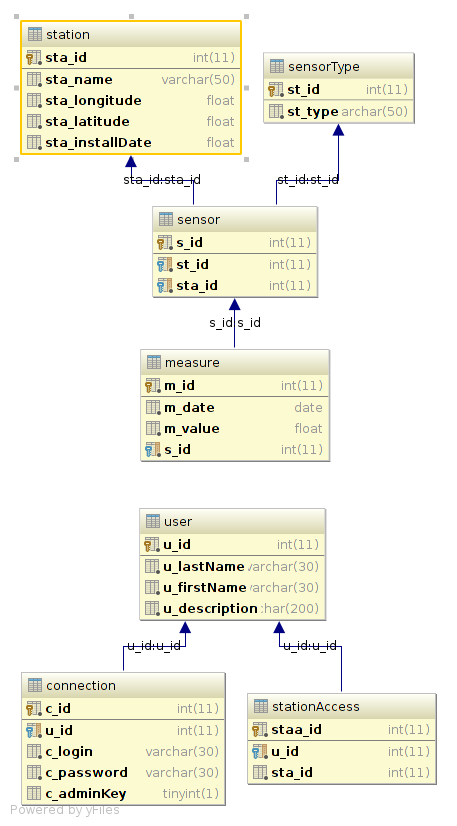 station
sta_id int(11)
sta_name varchar(50)
sta_longitude float
sta_latitude float
sta_installDate float
sensorType
st_id int(11)
st_type archar(50)
sta_id:sta_id
st_id:st_id
sensor
s_id int(11)
st_id int(11)
sta_id int(11)
s_id:s_id
measure
m_id int(11)
m_date date
m_value float
s_id int(11)
user
u_id int(11)
u_lastName varchar(30)
u_firstName varchar(30)
u_description char(200)
u_id:u_id
u_id:u_id
connection
c_id int(11)
u_id int(11)
c_login varchar(30)
c_password varchar(30)
c_adminKey tinyint(1)
stationAccess
staa_id int(11)
u_id int(11)
sta_id int(11)
Powered by yFiles